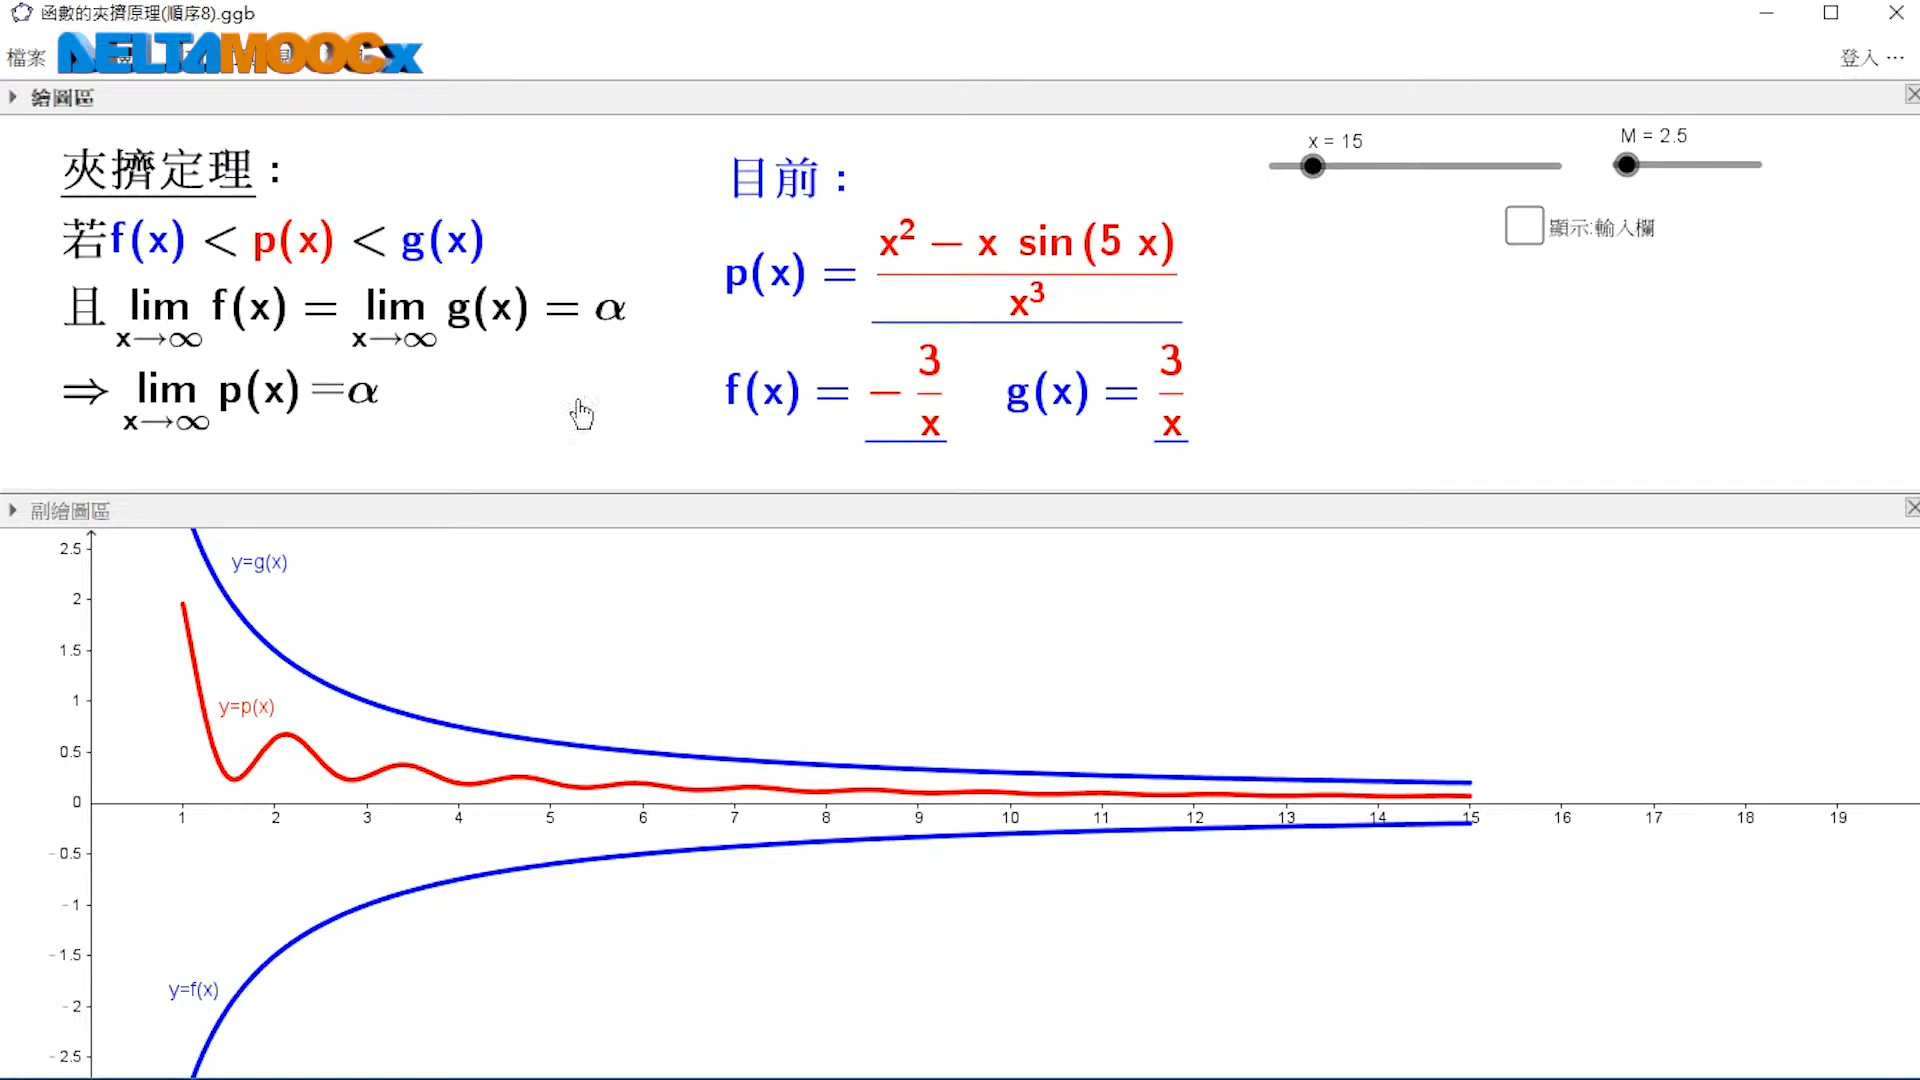 函數的夾擠原理(順序8).ggb
檔案
DELTAMOOCx
登入 ...
繪圖區
夾擠定理：
若f(x) < p(x) < g(x)
且 lim x→∞ f(x) = lim x→∞ g(x) = α
⇒ lim x→∞ p(x) =α
目前：
p(x) = x² − x sin (5 x) / x³
f(x) = − 3/x g(x) = 3/x
x = 15
M = 2.5
顯示:輸入欄
副繪圖區
2.5
y=g(x)
2
1.5
1
y=p(x)
0.5
0
1 2 3 4 5 6 7 8 9 10 11 12 13 14 15 16 17 18 19
−0.5
−1
−1.5
y=f(x)
−2
−2.5